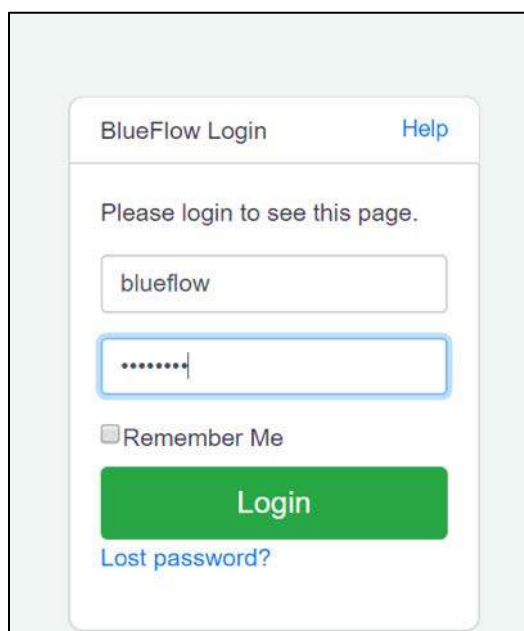 BlueFlow Login Help
Please login to see this page.
blueflow
••••••••
Remember Me
Login
Lost password?